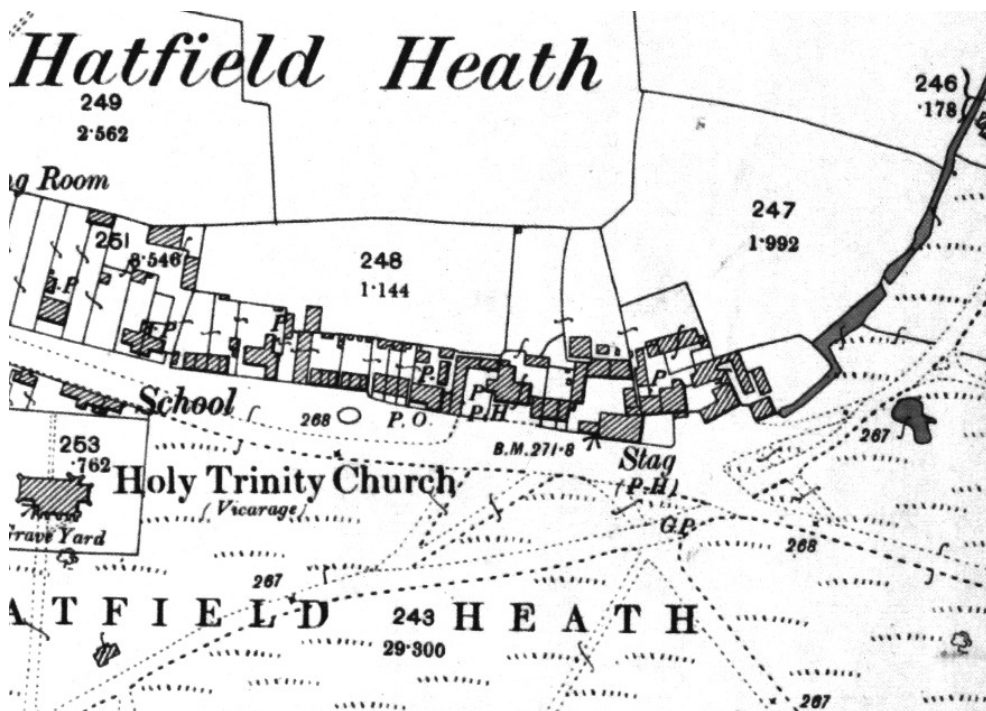 Hatfield Heath
249
2·562
246
·178
Room
247
1·992
251
3·546
248
1·144
P
P
P
P
P
P
P.H
School
268
P. O
B.M. 271·8
Stag
(P.H)
267
253
·762
Holy Trinity Church
(Vicarage)
Grave Yard
G.P.
268
267
ATFIELD HEATH
243
29·300
267